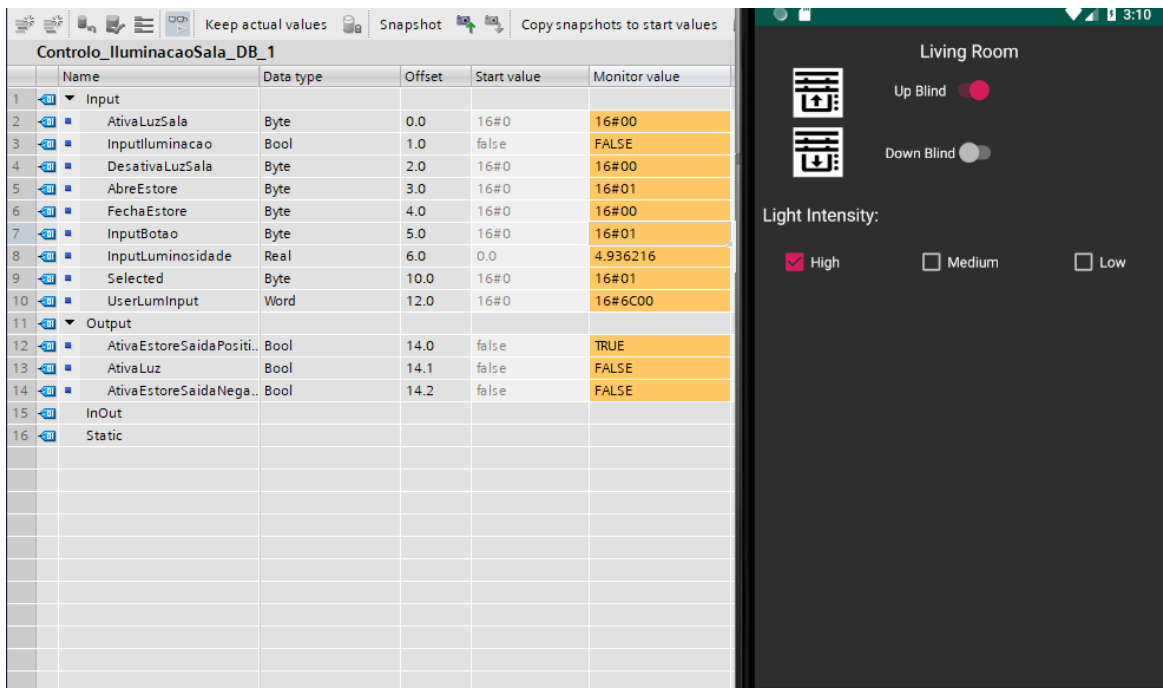 Keep actual values Snapshot Copy snapshots to start values
Controlo_IluminacaoSala_DB_1
Name Data type Offset Start value Monitor value
1 Input
2 AtivaLuzSala Byte 0.0 16#0 16#00
3 InputIluminacao Bool 1.0 false FALSE
4 DesativaLuzSala Byte 2.0 16#0 16#00
5 AbreEstore Byte 3.0 16#0 16#01
6 FechaEstore Byte 4.0 16#0 16#00
7 InputBotao Byte 5.0 16#0 16#01
8 InputLuminosidade Real 6.0 0.0 4.936216
9 Selected Byte 10.0 16#0 16#01
10 UserLumInput Word 12.0 16#0 16#6C00
11 Output
12 AtivaEstoreSaidaPositi... Bool 14.0 false TRUE
13 AtivaLuz Bool 14.1 false FALSE
14 AtivaEstoreSaidaNega... Bool 14.2 false FALSE
15 InOut
16 Static
3:10
Living Room
Up Blind
Down Blind
Light Intensity:
High Medium Low